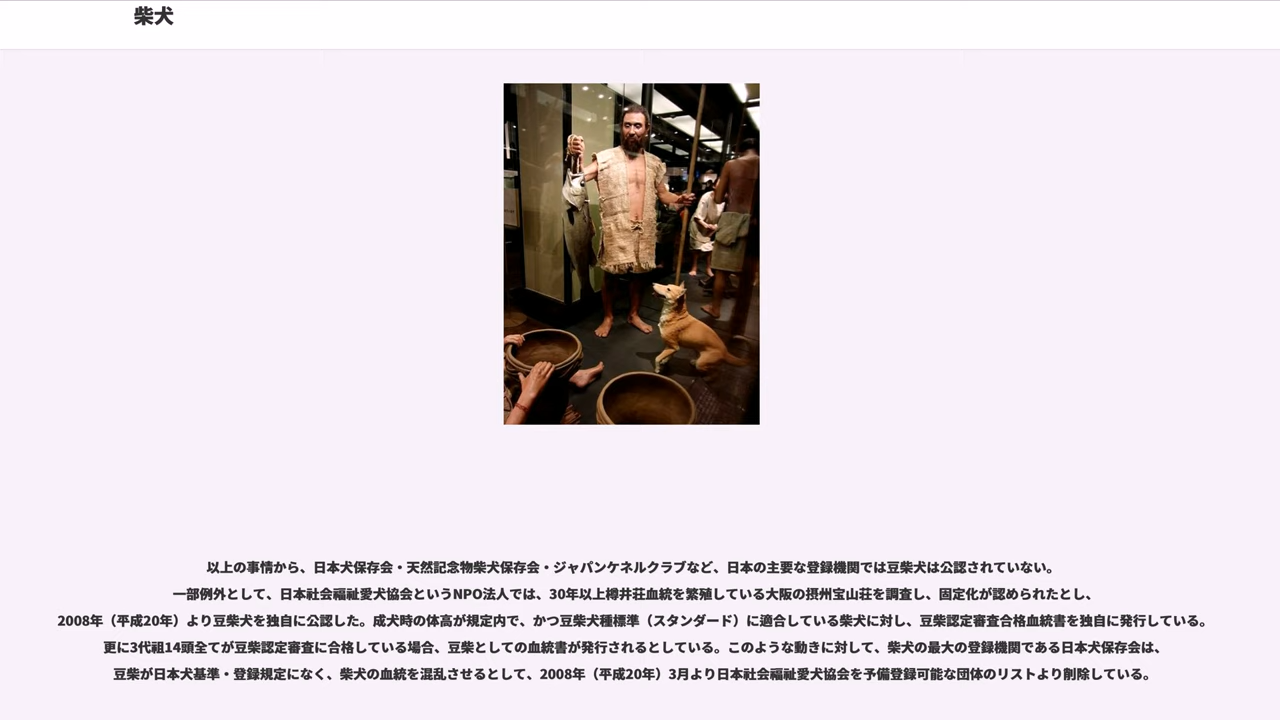 柴犬
以上の事情から、日本犬保存会・天然記念物柴犬保存会・ジャパンケネルクラブなど、日本の主要な登録機関では豆柴犬は公認されていない。
一部例外として、日本社会福祉愛犬協会というNPO法人では、30年以上樽井荘血統を繁殖している大阪の摂州宝山荘を調査し、固定化が認められたとし、
2008年（平成20年）より豆柴犬を独自に公認した。成犬時の体高が規定内で、かつ豆柴犬種標準（スタンダード）に適合している柴犬に対し、豆柴認定審査合格血統書を独自に発行している。
更に3代祖14頭全てが豆柴認定審査に合格している場合、豆柴としての血統書が発行されるとしている。このような動きに対して、柴犬の最大の登録機関である日本犬保存会は、
豆柴が日本犬基準・登録規定になく、柴犬の血統を混乱させるとして、2008年（平成20年）3月より日本社会福祉愛犬協会を予備登録可能な団体のリストより削除している。